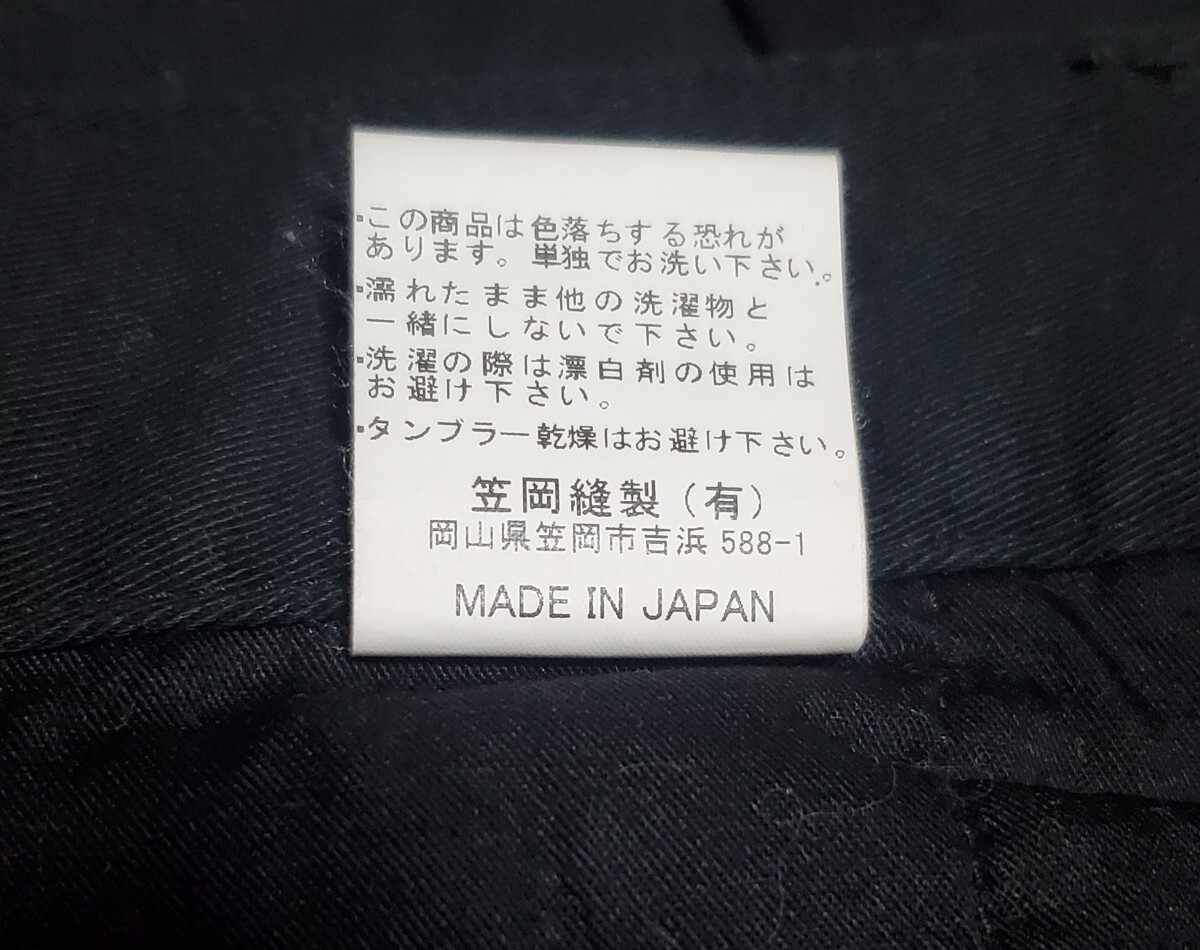 ・この商品は色落ちする恐れが
あります。単独でお洗い下さい。
・濡れたまま他の洗濯物と
一緒にしないで下さい。
・洗濯の際は漂白剤の使用は
お避け下さい。
・タンブラー乾燥はお避け下さい。
笠岡縫製(有)
岡山県笠岡市吉浜 588-1
MADE IN JAPAN